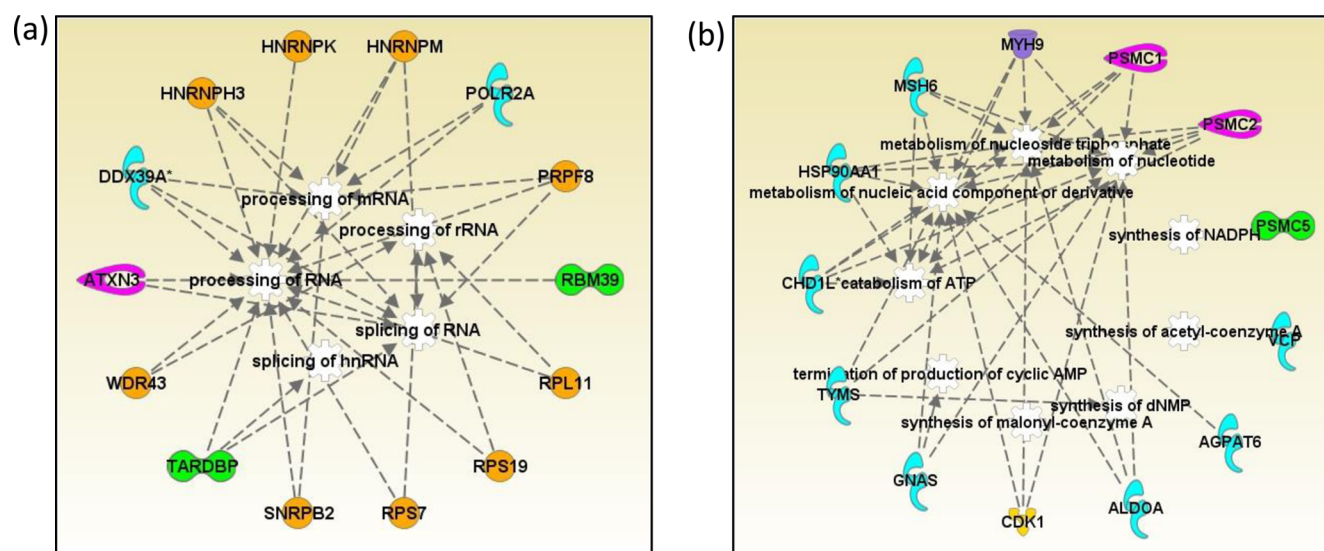 (a)
HNRNPK
HNRNPM
HNRNPH3
POLR2A
DDX39A*
PRPF8
processing of mRNA
processing of rRNA
ATXN3
processing of RNA
RBM39
splicing of RNA
splicing of hnRNA
WDR43
RPL11
TARDBP
RPS19
SNRPB2
RPS7
(b)
MYH9
PSMC1
MSH6
PSMC2
metabolism of nucleoside triphosphate
metabolism of nucleotide
HSP90AA1
metabolism of nucleic acid component or derivative
PSMC5
synthesis of NADPH
CHD1L*
catabolism of ATP
synthesis of acetyl-coenzyme A
VCP
termination of production of cyclic AMP
TYMS
synthesis of dNMP
synthesis of malonyl-coenzyme A
AGPAT6
GNAS
ALDOA
CDK1